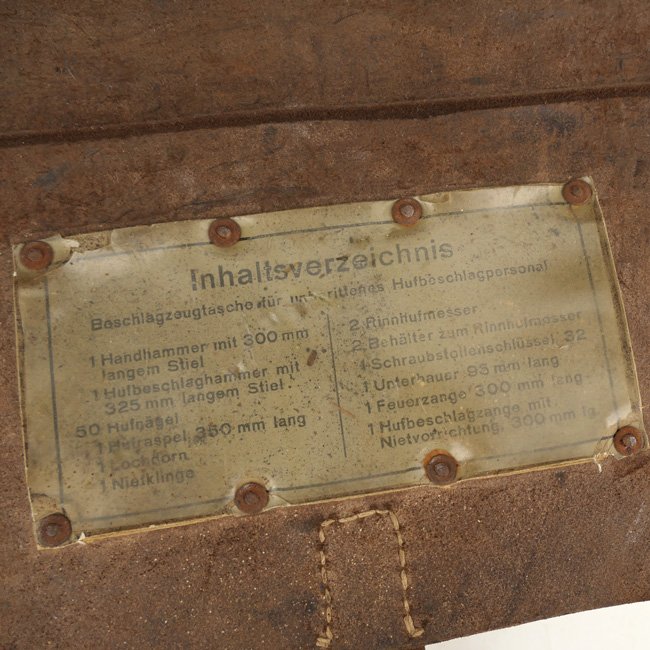 Inhaltsverzeichnis
Beschlagzeugtasche für unberittenes Hufbeschlagpersonal
1 Handhammer mit 300 mm
langem Stiel
1 Hufbeschlaghammer mit
325 mm langem Stiel
50 Hufnägel
1 Hufraspel 350 mm lang
1 Lochdorn
1 Nietklinge
2 Rinnhufmesser
2 Behälter zum Rinnhufmesser
1 Schraubstollenschlüssel 32
1 Unterhauer 95 mm lang
1 Feuerzange 300 mm lang
1 Hufbeschlagzange mit
Nietvorrichtung, 300 mm lg.